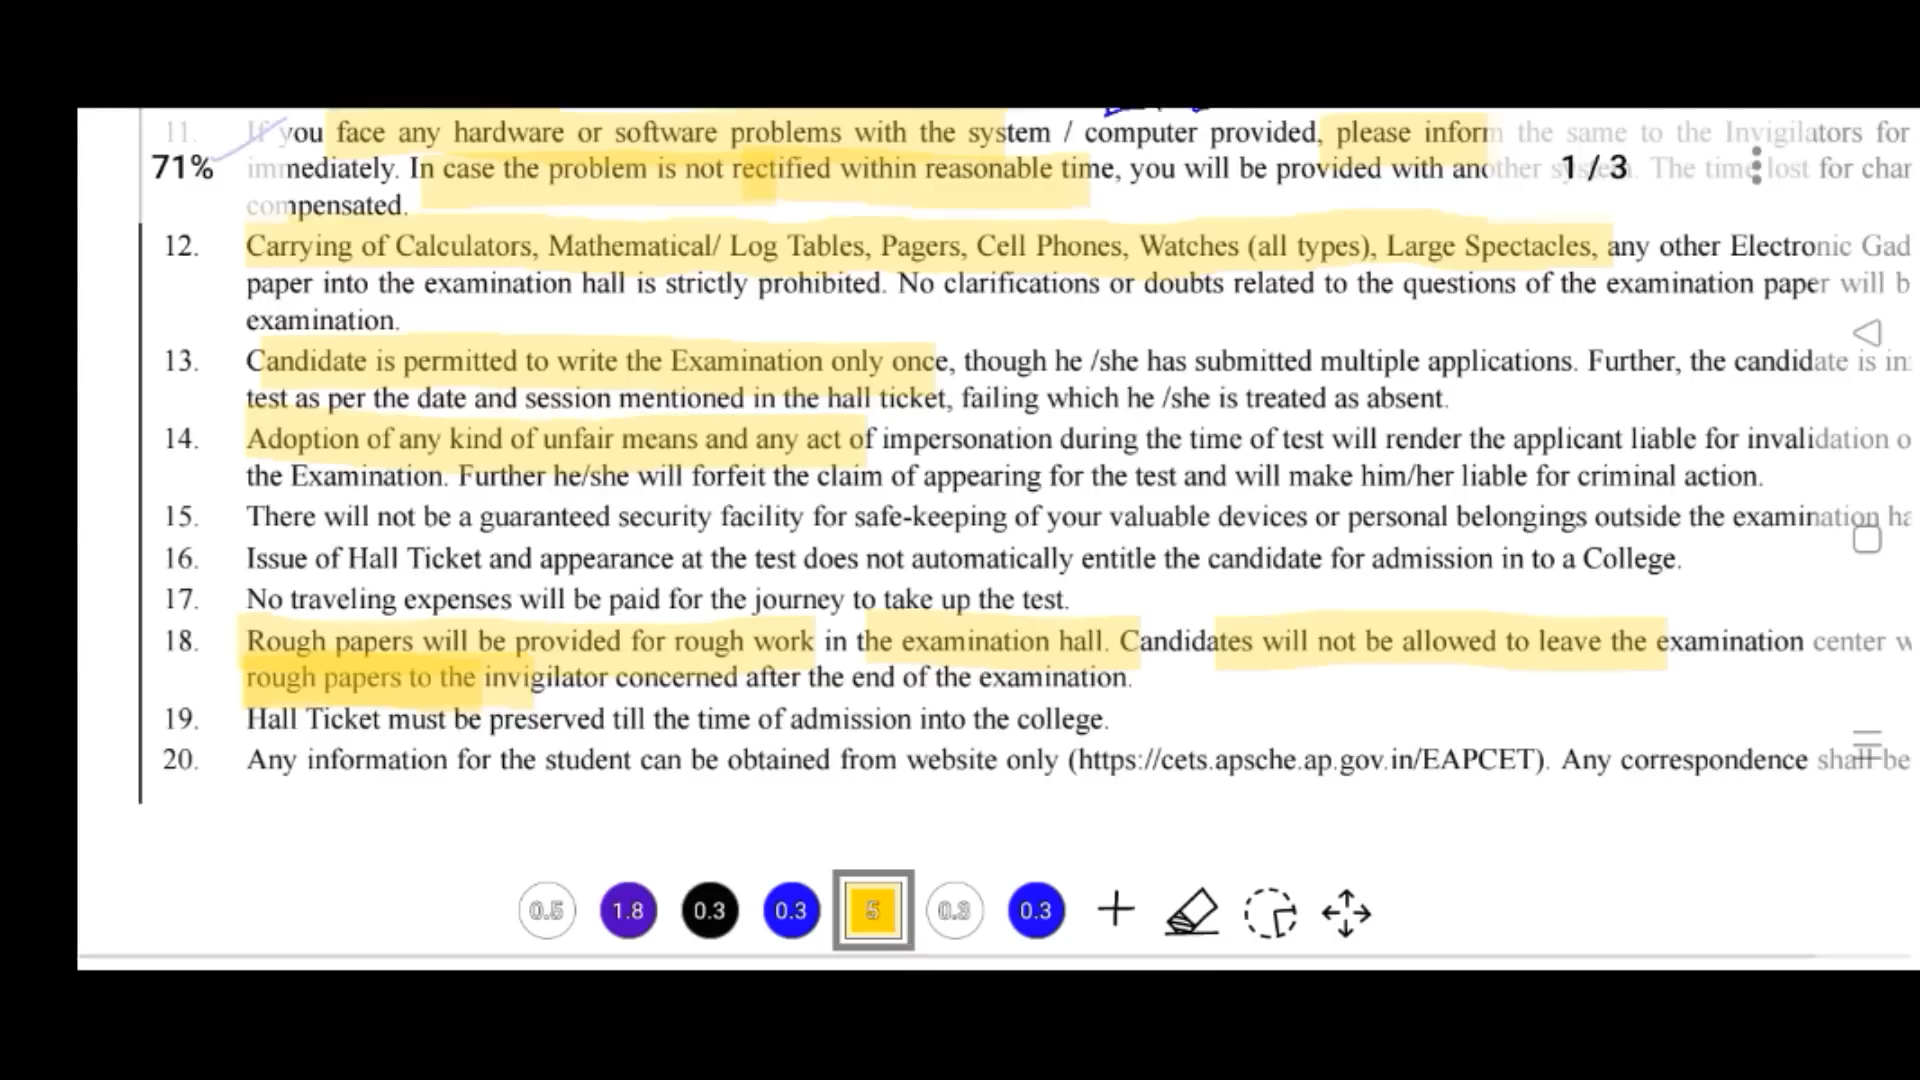 11. If you face any hardware or software problems with the system / computer provided, please inform the same to the Invigilators for
71% immediately. In case the problem is not rectified within reasonable time, you will be provided with another system. The time lost for 1 / 3
compensated.
12. Carrying of Calculators, Mathematical/ Log Tables, Pagers, Cell Phones, Watches (all types), Large Spectacles, any other Electronic Gad
paper into the examination hall is strictly prohibited. No clarifications or doubts related to the questions of the examination paper will b
examination.
13. Candidate is permitted to write the Examination only once, though he /she has submitted multiple applications. Further, the candidate is in
test as per the date and session mentioned in the hall ticket, failing which he /she is treated as absent.
14. Adoption of any kind of unfair means and any act of impersonation during the time of test will render the applicant liable for invalidation o
the Examination. Further he/she will forfeit the claim of appearing for the test and will make him/her liable for criminal action.
15. There will not be a guaranteed security facility for safe-keeping of your valuable devices or personal belongings outside the examination ha
16. Issue of Hall Ticket and appearance at the test does not automatically entitle the candidate for admission in to a College.
17. No traveling expenses will be paid for the journey to take up the test.
18. Rough papers will be provided for rough work in the examination hall. Candidates will not be allowed to leave the examination center w
rough papers to the invigilator concerned after the end of the examination.
19. Hall Ticket must be preserved till the time of admission into the college.
20. Any information for the student can be obtained from website only (https://cets.apsche.ap.gov.in/EAPCET). Any correspondence shall be
0.5 1.8 0.3 0.3 5 0.3 0.3